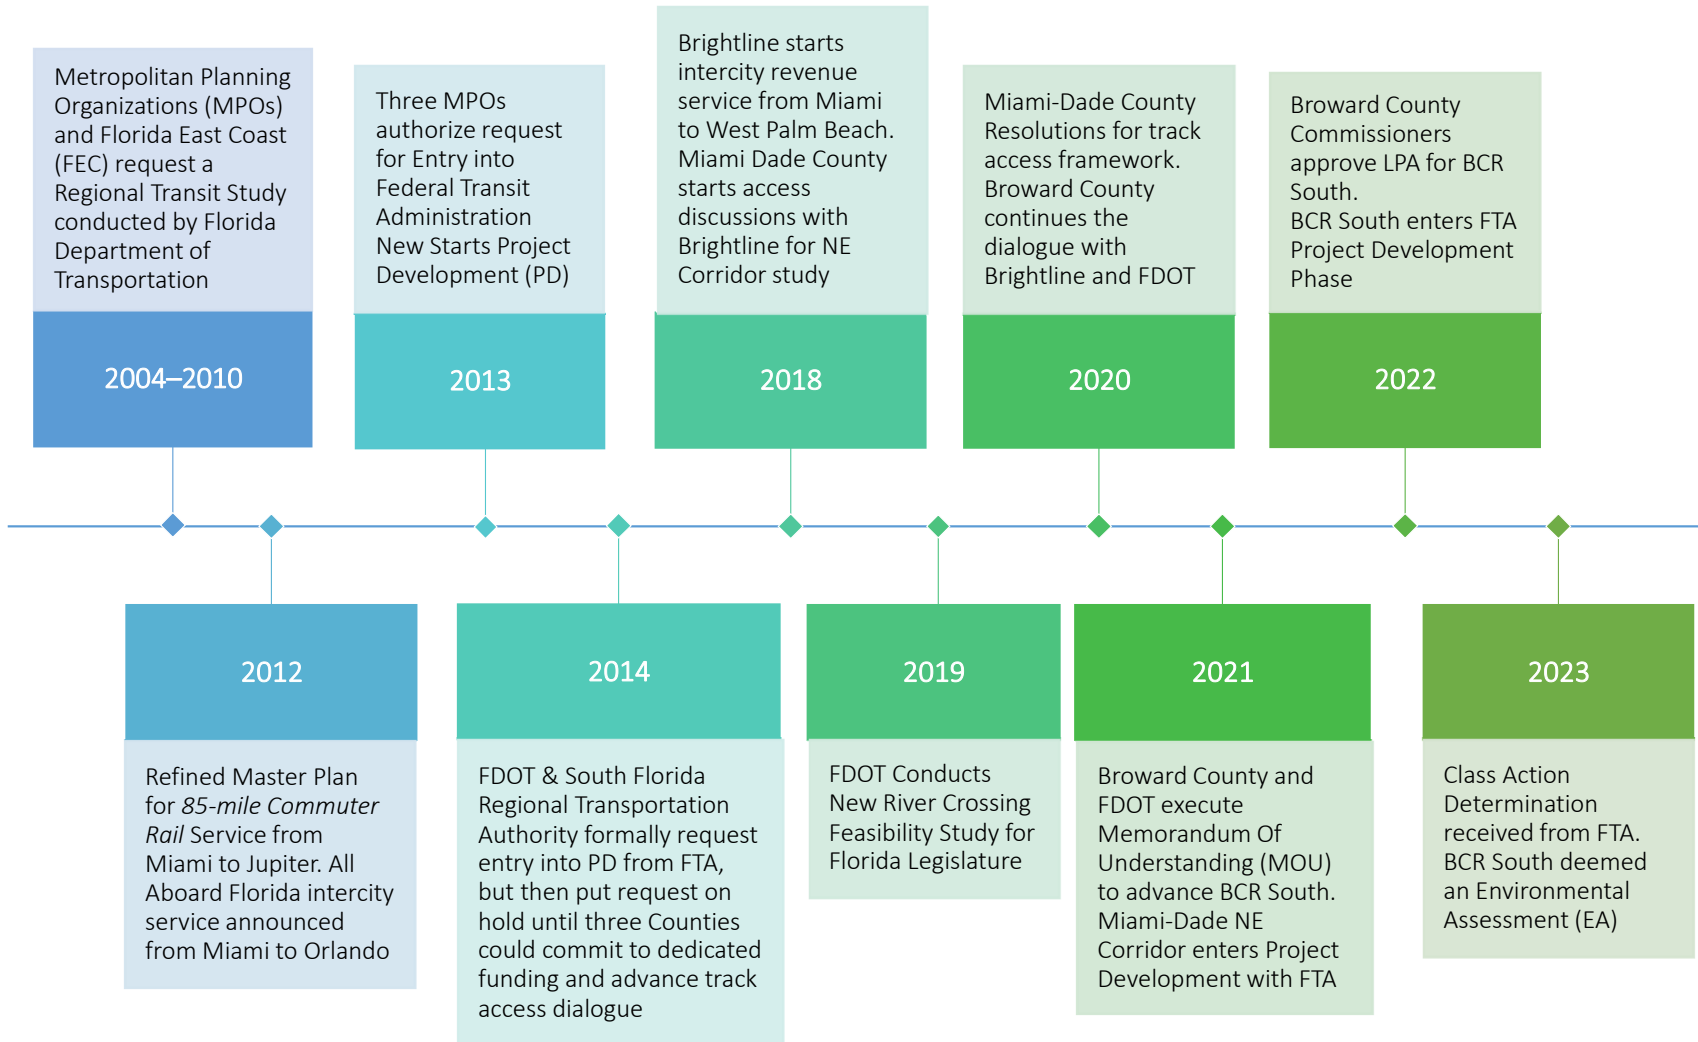 Metropolitan Planning
Organizations (MPOs)
and Florida East Coast
(FEC) request a
Regional Transit Study
conducted by Florida
Department of
Transportation
2004–2010
Refined Master Plan
for 85-mile Commuter
Rail Service from
Miami to Jupiter. All
Aboard Florida intercity
service announced
from Miami to Orlando
2012
Three MPOs
authorize request
for Entry into
Federal Transit
Administration
New Starts Project
Development (PD)
2013
FDOT & South Florida
Regional Transportation
Authority formally request
entry into PD from FTA,
but then put request on
hold until three Counties
could commit to dedicated
funding and advance track
access dialogue
2014
Brightline starts
intercity revenue
service from Miami
to West Palm Beach.
Miami Dade County
starts access
discussions with
Brightline for NE
Corridor study
2018
FDOT Conducts
New River Crossing
Feasibility Study for
Florida Legislature
2019
Miami-Dade County
Resolutions for track
access framework.
Broward County
continues the
dialogue with
Brightline and FDOT
2020
Broward County and
FDOT execute
Memorandum Of
Understanding (MOU)
to advance BCR South.
Miami-Dade NE
Corridor enters Project
Development with FTA
2021
Broward County
Commissioners
approve LPA for BCR
South.
BCR South enters FTA
Project Development
Phase
2022
Class Action
Determination
received from FTA.
BCR South deemed
an Environmental
Assessment (EA)
2023